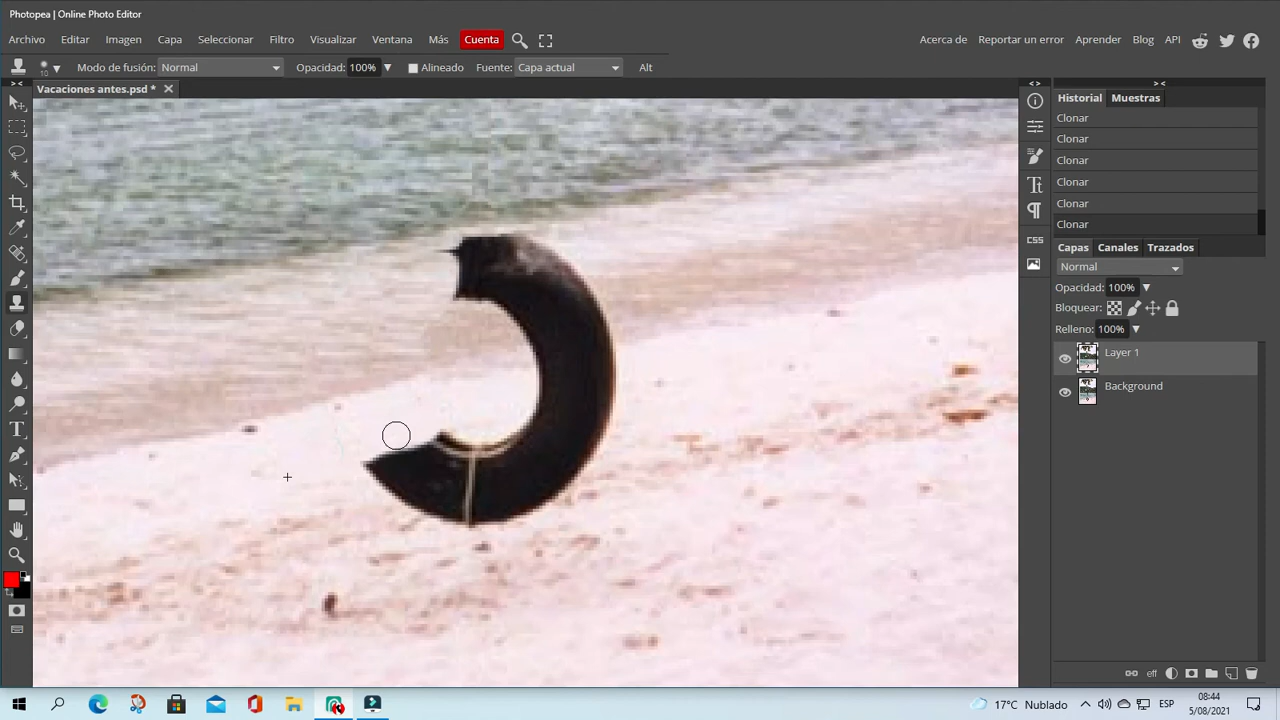 Photopea | Online Photo Editor
Archivo Editar Imagen Capa Seleccionar Filtro Visualizar Ventana Más Cuenta Acerca de Reportar un error Aprender Blog API
10 Modo de fusión: Normal Opacidad: 100% Alineado Fuente: Capa actual Alt
> < Vacaciones antes.psd * < > > <
Historial Muestras
Clonar
Clonar
Clonar
Clonar
Clonar
Clonar
CSS
Capas Canales Trazados
Normal
Opacidad: 100%
Bloquear:
Relleno: 100%
Layer 1
Background
eff
17°C Nublado ESP 08:44
5/08/2021